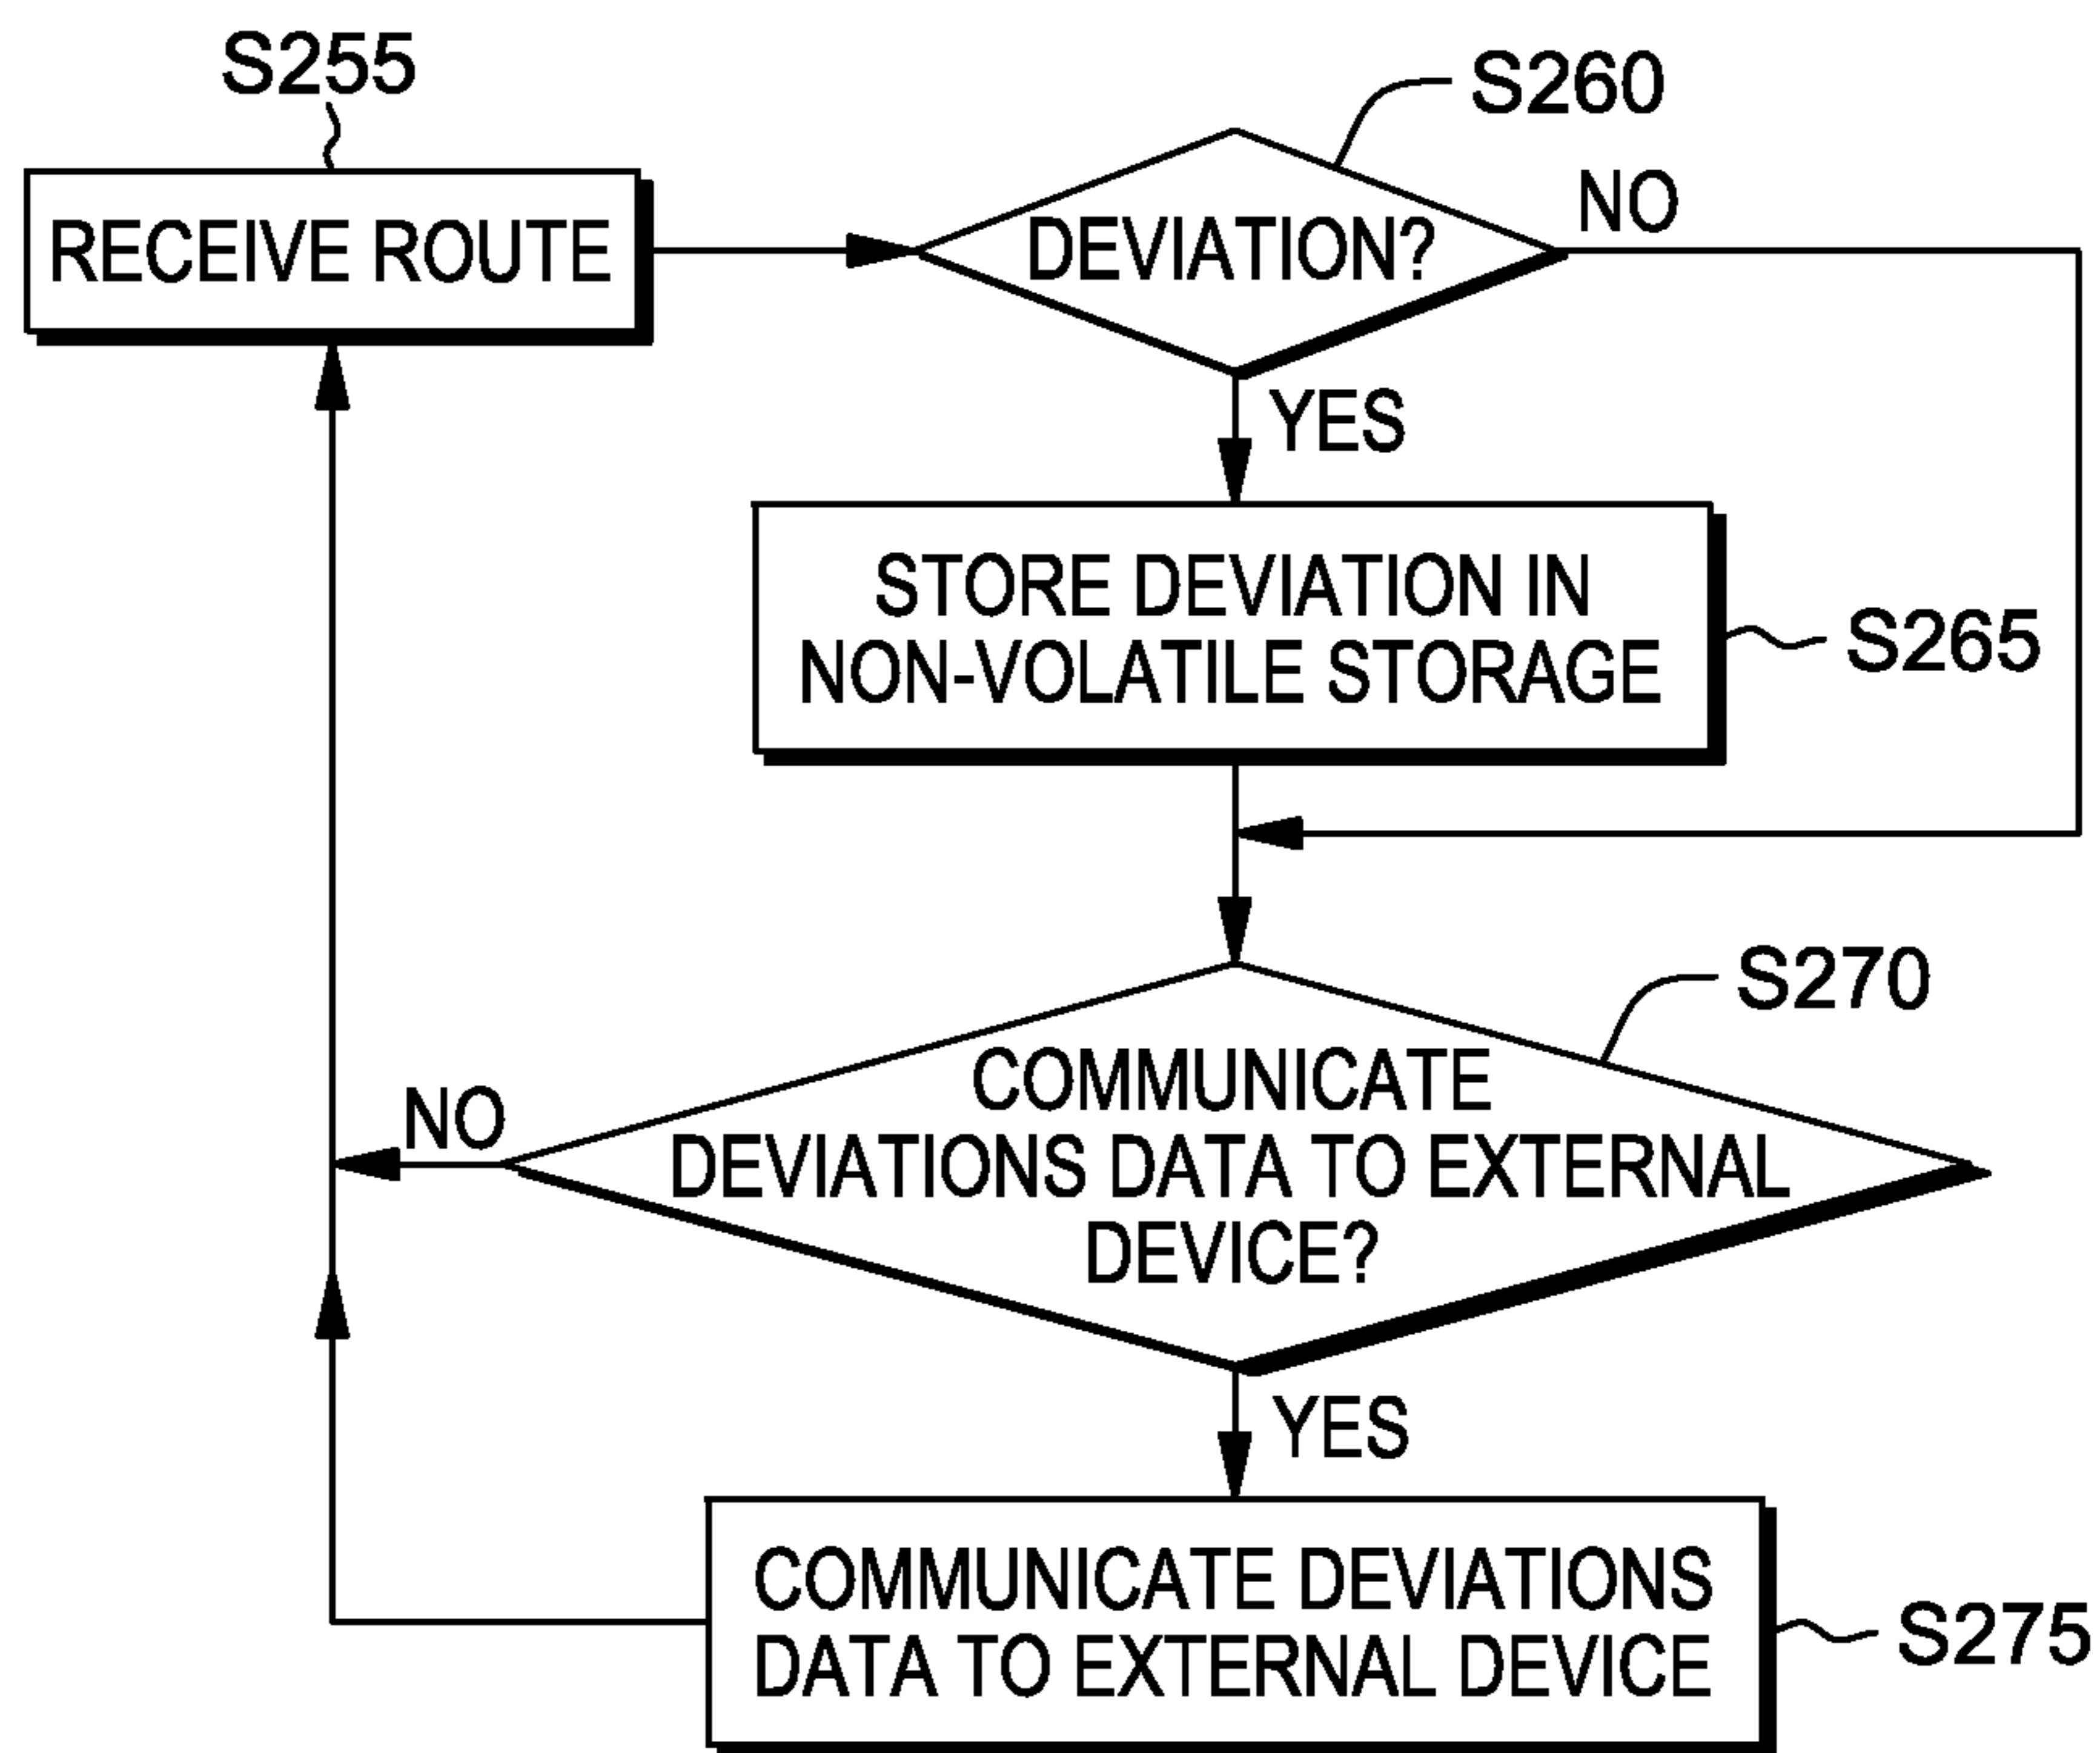 S255
RECEIVE ROUTE
S260
DEVIATION?
NO
YES
STORE DEVIATION IN
NON-VOLATILE STORAGE
S265
S270
COMMUNICATE
DEVIATIONS DATA TO EXTERNAL
DEVICE?
NO
YES
COMMUNICATE DEVIATIONS
DATA TO EXTERNAL DEVICE
S275